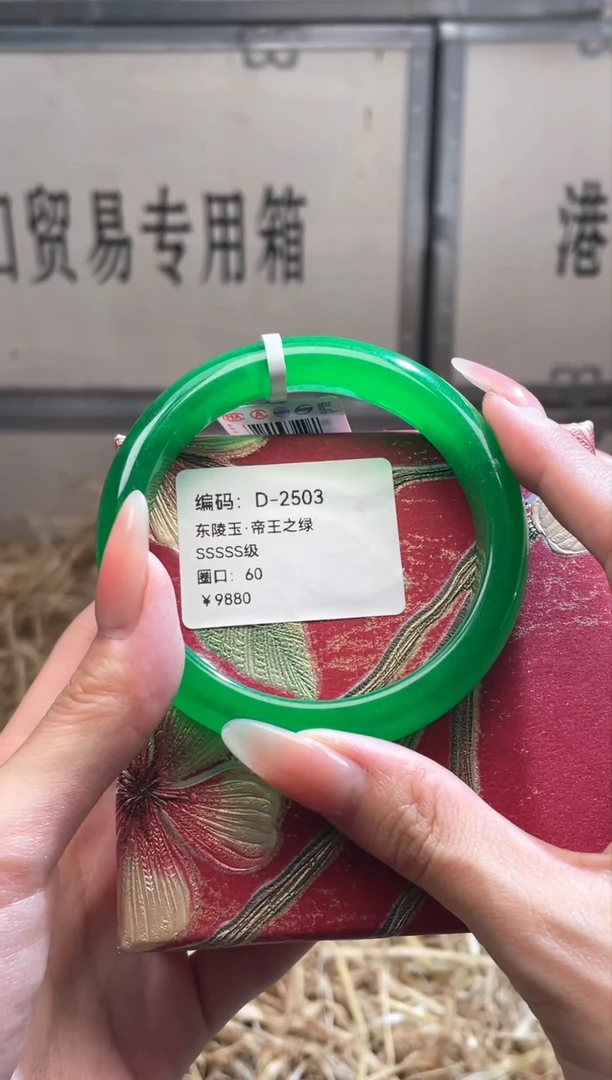 口贸易专用箱
港
编码：D-2503
东陵玉·帝王之绿
SSSSS级
圈口：60
￥9880